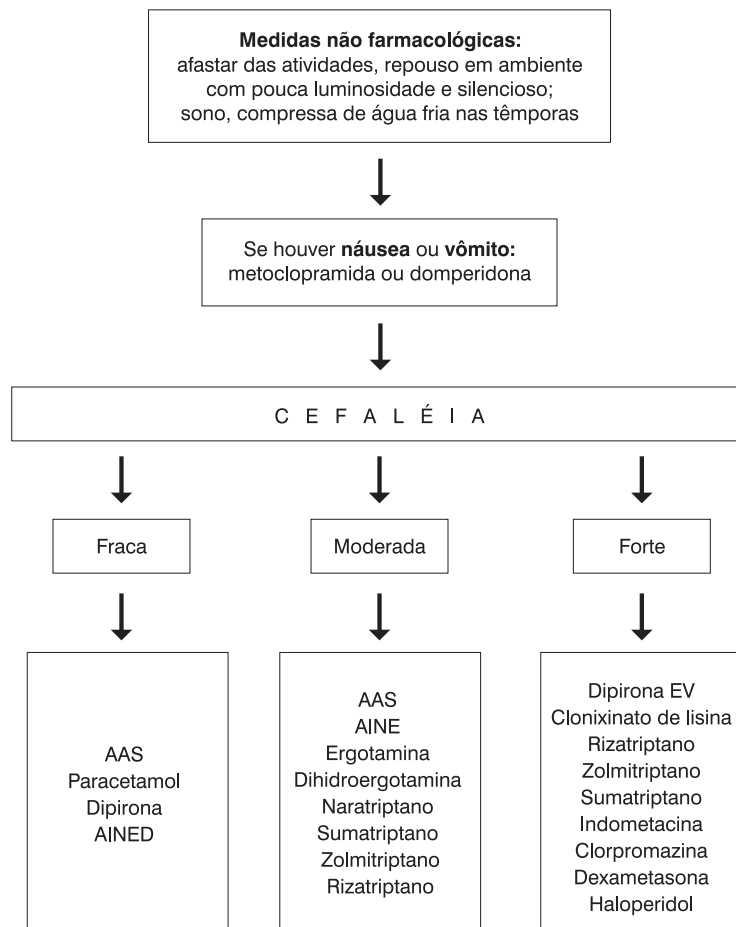 Medidas não farmacológicas:
afastar das atividades, repouso em ambiente
com pouca luminosidade e silencioso;
sono, compressa de água fria nas têmporas
Se houver náusea ou vômito:
metoclopramida ou domperidona
C E F A L É I A
Fraca
Moderada
Forte
AAS
Paracetamol
Dipirona
AINED
AAS
AINE
Ergotamina
Dihidroergotamina
Naratriptano
Sumatriptano
Zolmitriptano
Rizatriptano
Dipirona EV
Clonixinato de lisina
Rizatriptano
Zolmitriptano
Sumatriptano
Indometacina
Clorpromazina
Dexametasona
Haloperidol